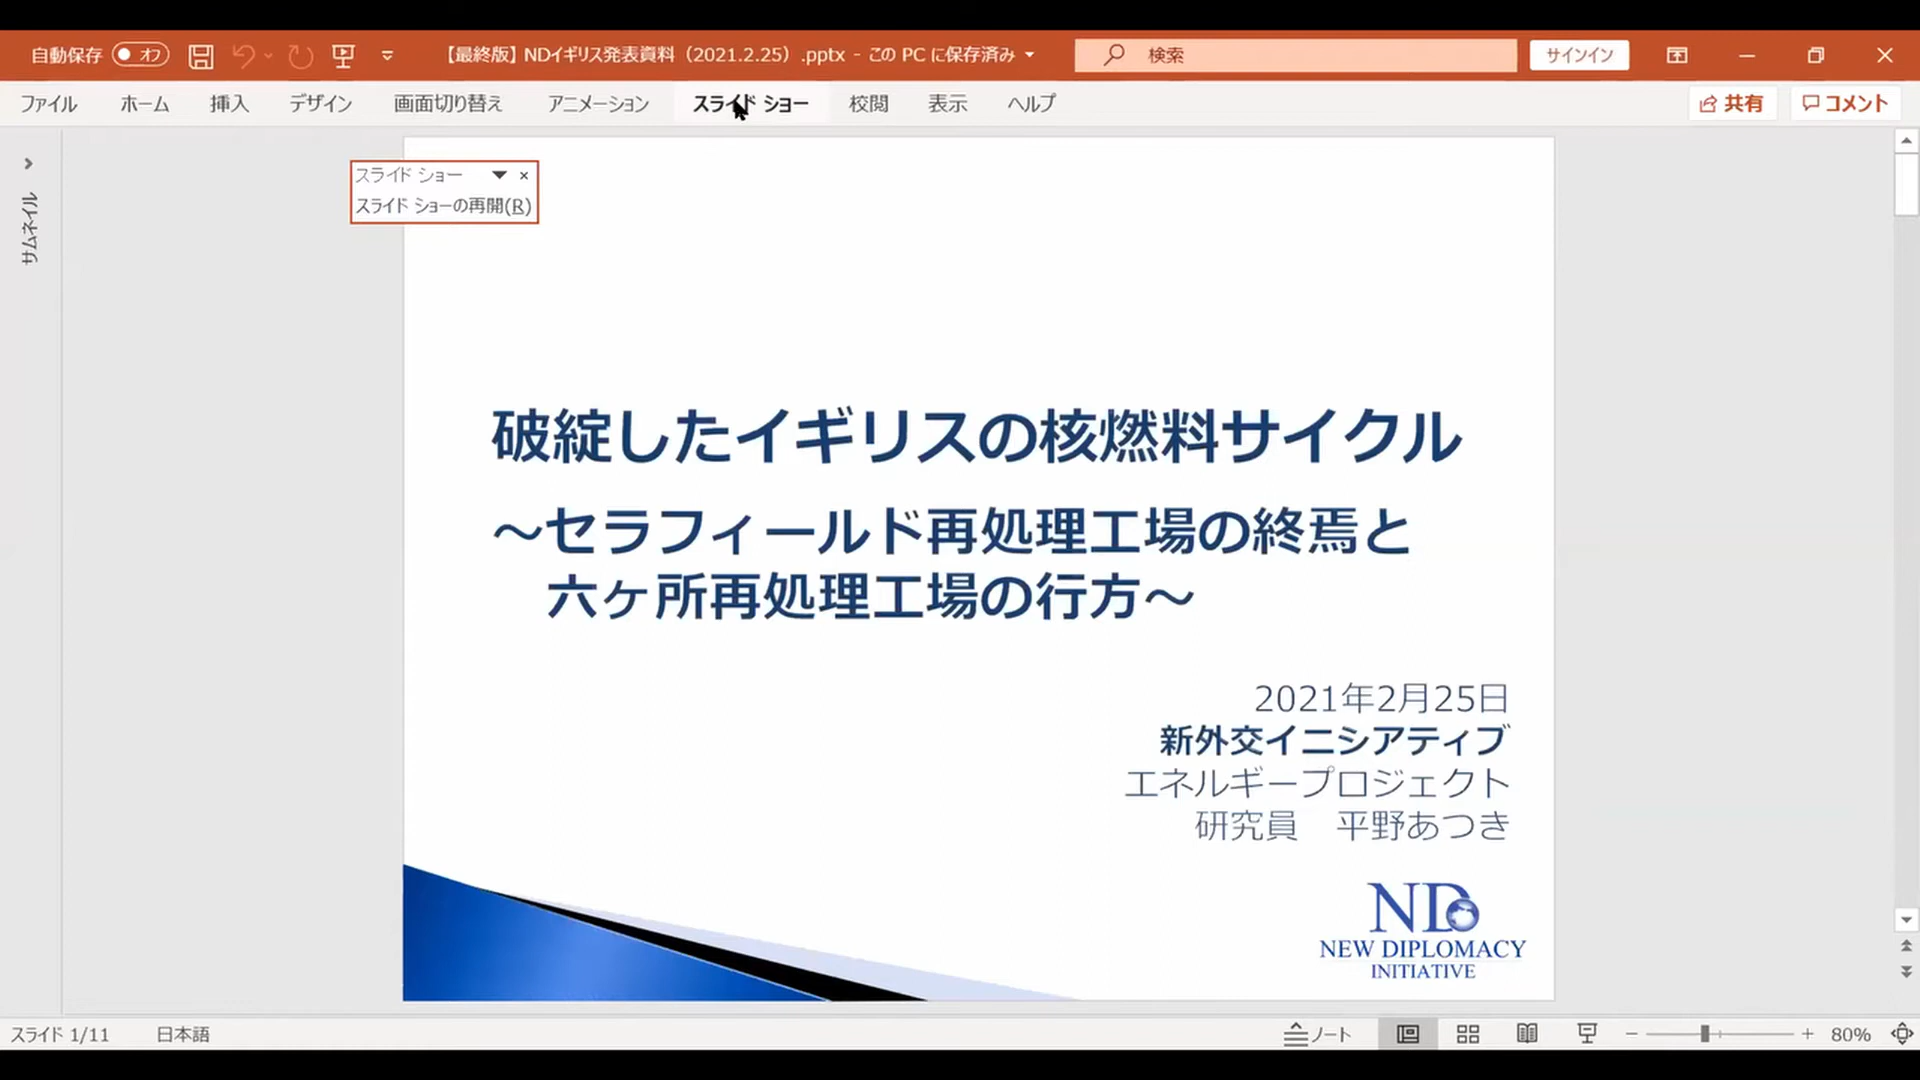 自動保存 オフ
【最終版】NDイギリス発表資料（2021.2.25）.pptx - この PC に保存済み
検索
サインイン
ファイル ホーム 挿入 デザイン 画面切り替え アニメーション スライド ショー 校閲 表示 ヘルプ 共有 コメント
サムネイル
スライド ショー
スライド ショーの再開(R)
破綻したイギリスの核燃料サイクル
～セラフィールド再処理工場の終焉と
六ヶ所再処理工場の行方～
2021年2月25日
新外交イニシアティブ
エネルギープロジェクト
研究員 平野あつき
ND
NEW DIPLOMACY
INITIATIVE
スライド 1/11 日本語 ノート 80%